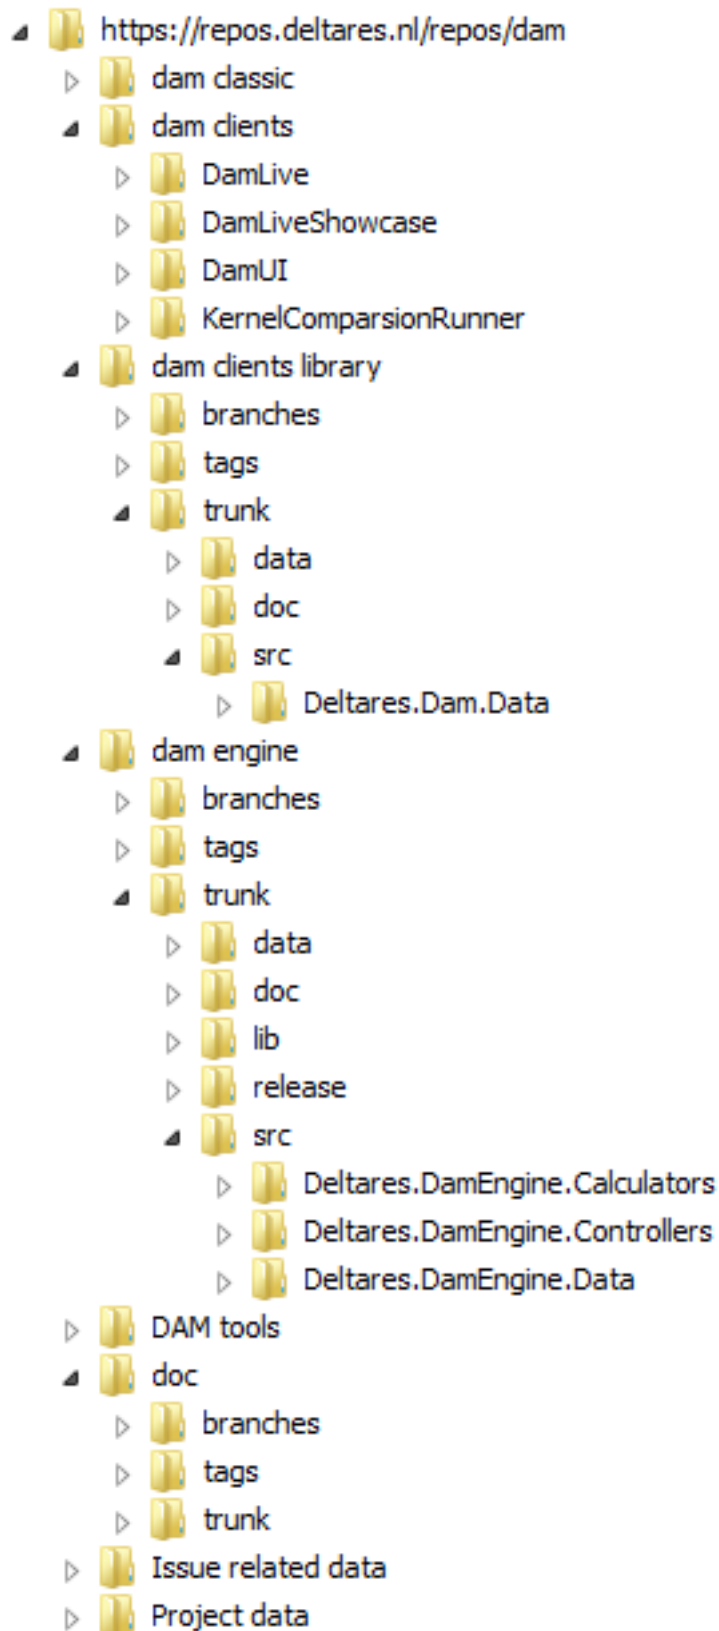 https://repos.deltares.nl/repos/dam
dam classic
dam clients
DamLive
DamLiveShowcase
DamUI
KernelComparsionRunner
dam clients library
branches
tags
trunk
data
doc
src
Deltares.Dam.Data
dam engine
branches
tags
trunk
data
doc
lib
release
src
Deltares.DamEngine.Calculators
Deltares.DamEngine.Controllers
Deltares.DamEngine.Data
DAM tools
doc
branches
tags
trunk
Issue related data
Project data